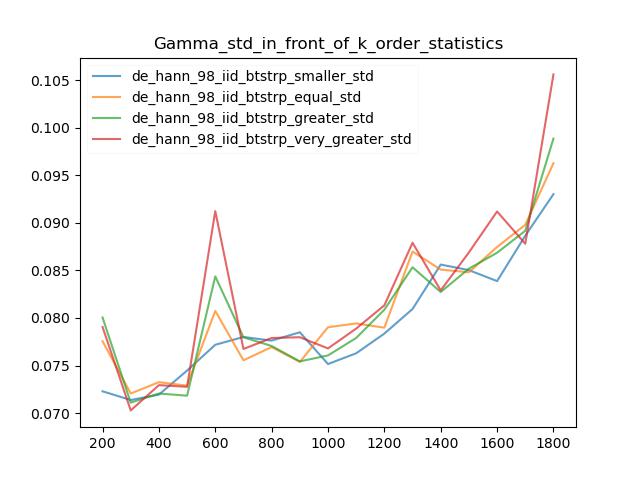 Gamma_std_in_front_of_k_order_statistics
de_hann_98_iid_btstrp_smaller_std
de_hann_98_iid_btstrp_equal_std
de_hann_98_iid_btstrp_greater_std
de_hann_98_iid_btstrp_very_greater_std
0.105
0.100
0.095
0.090
0.085
0.080
0.075
0.070
200 400 600 800 1000 1200 1400 1600 1800